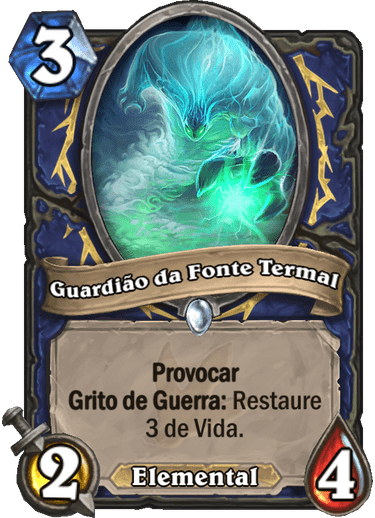 3
Guardião da Fonte Termal
Provocar
Grito de Guerra: Restaure
3 de Vida.
2
Elemental
4